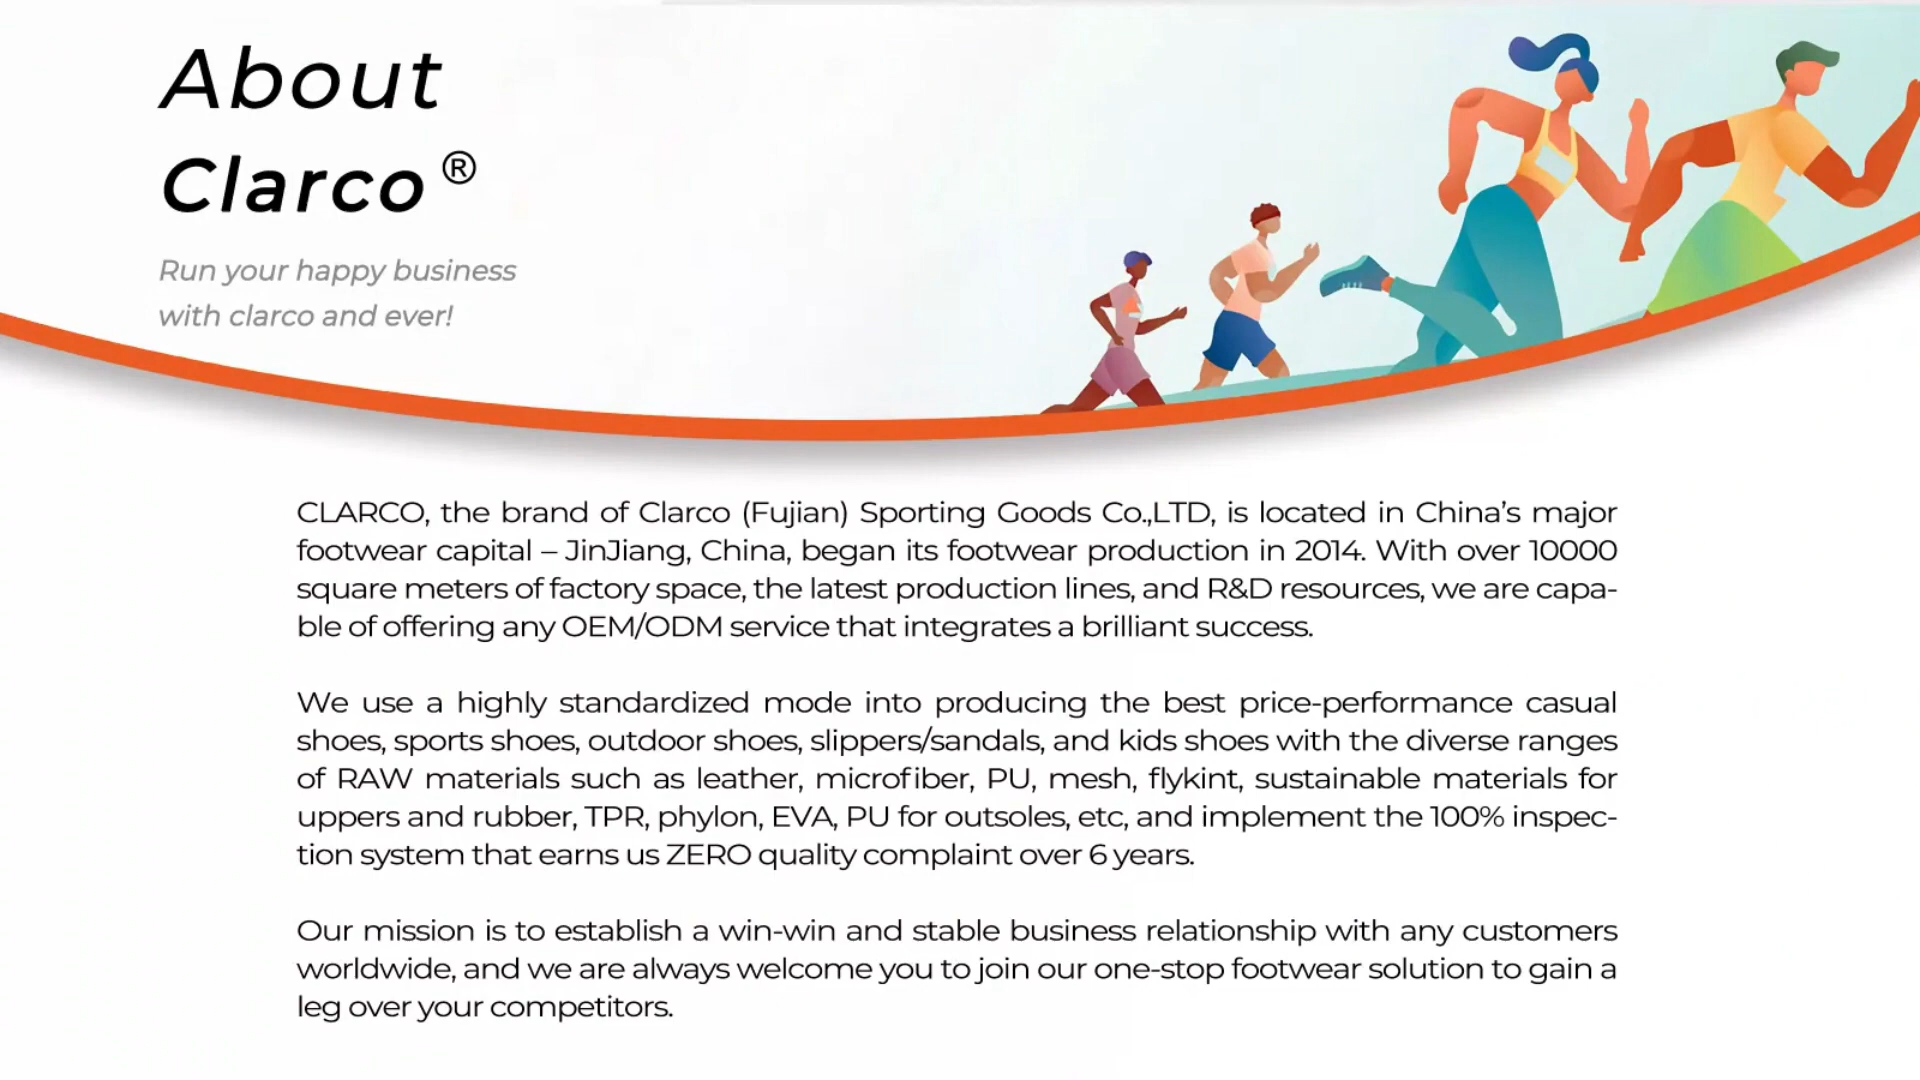 About
Clarco®
Run your happy business
with clarco and ever!
CLARCO, the brand of Clarco (Fujian) Sporting Goods Co.,LTD, is located in China’s major
footwear capital – JinJiang, China, began its footwear production in 2014. With over 10000
square meters of factory space, the latest production lines, and R&D resources, we are capa-
ble of offering any OEM/ODM service that integrates a brilliant success.
We use a highly standardized mode into producing the best price-performance casual
shoes, sports shoes, outdoor shoes, slippers/sandals, and kids shoes with the diverse ranges
of RAW materials such as leather, microfiber, PU, mesh, flykint, sustainable materials for
uppers and rubber, TPR, phylon, EVA, PU for outsoles, etc, and implement the 100% inspec-
tion system that earns us ZERO quality complaint over 6 years.
Our mission is to establish a win-win and stable business relationship with any customers
worldwide, and we are always welcome you to join our one-stop footwear solution to gain a
leg over your competitors.